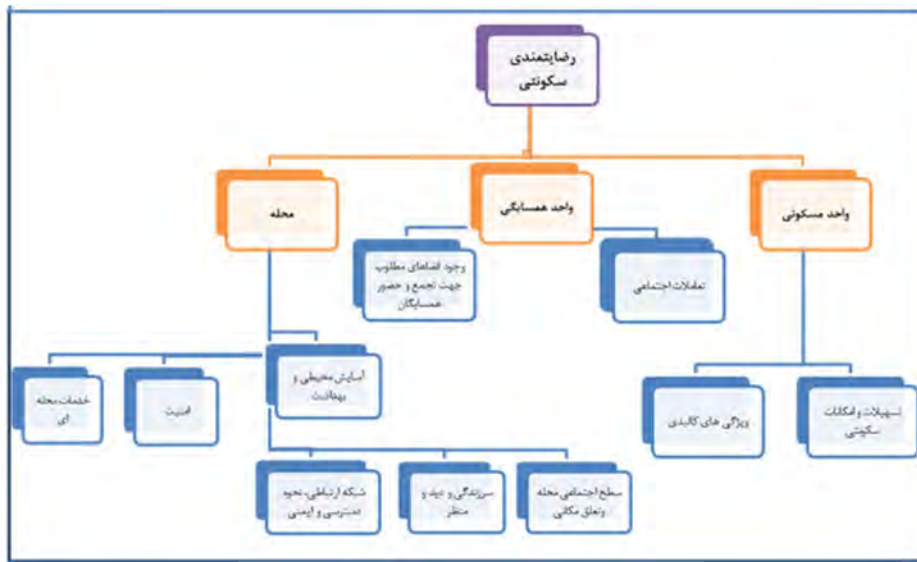 رضایتمندی
سکونتی
واحد مسکونی
واحد همسایگی
محله
تعاملات اجتماعی
وجود فضاهای مطلوب
جهت تجمع و حضور
همسایگان
تسهیلات و امکانات
سکونتی
ویژگی های کالبدی
آسایش محیطی و
بهداشت
امنیت
خدمات محله
ای
سطح اجتماعی محله
وتعلق مکانی
سرزندگی و دید و
منظر
شبکه ارتباطی، نحوه
دسترسی و ایمنی